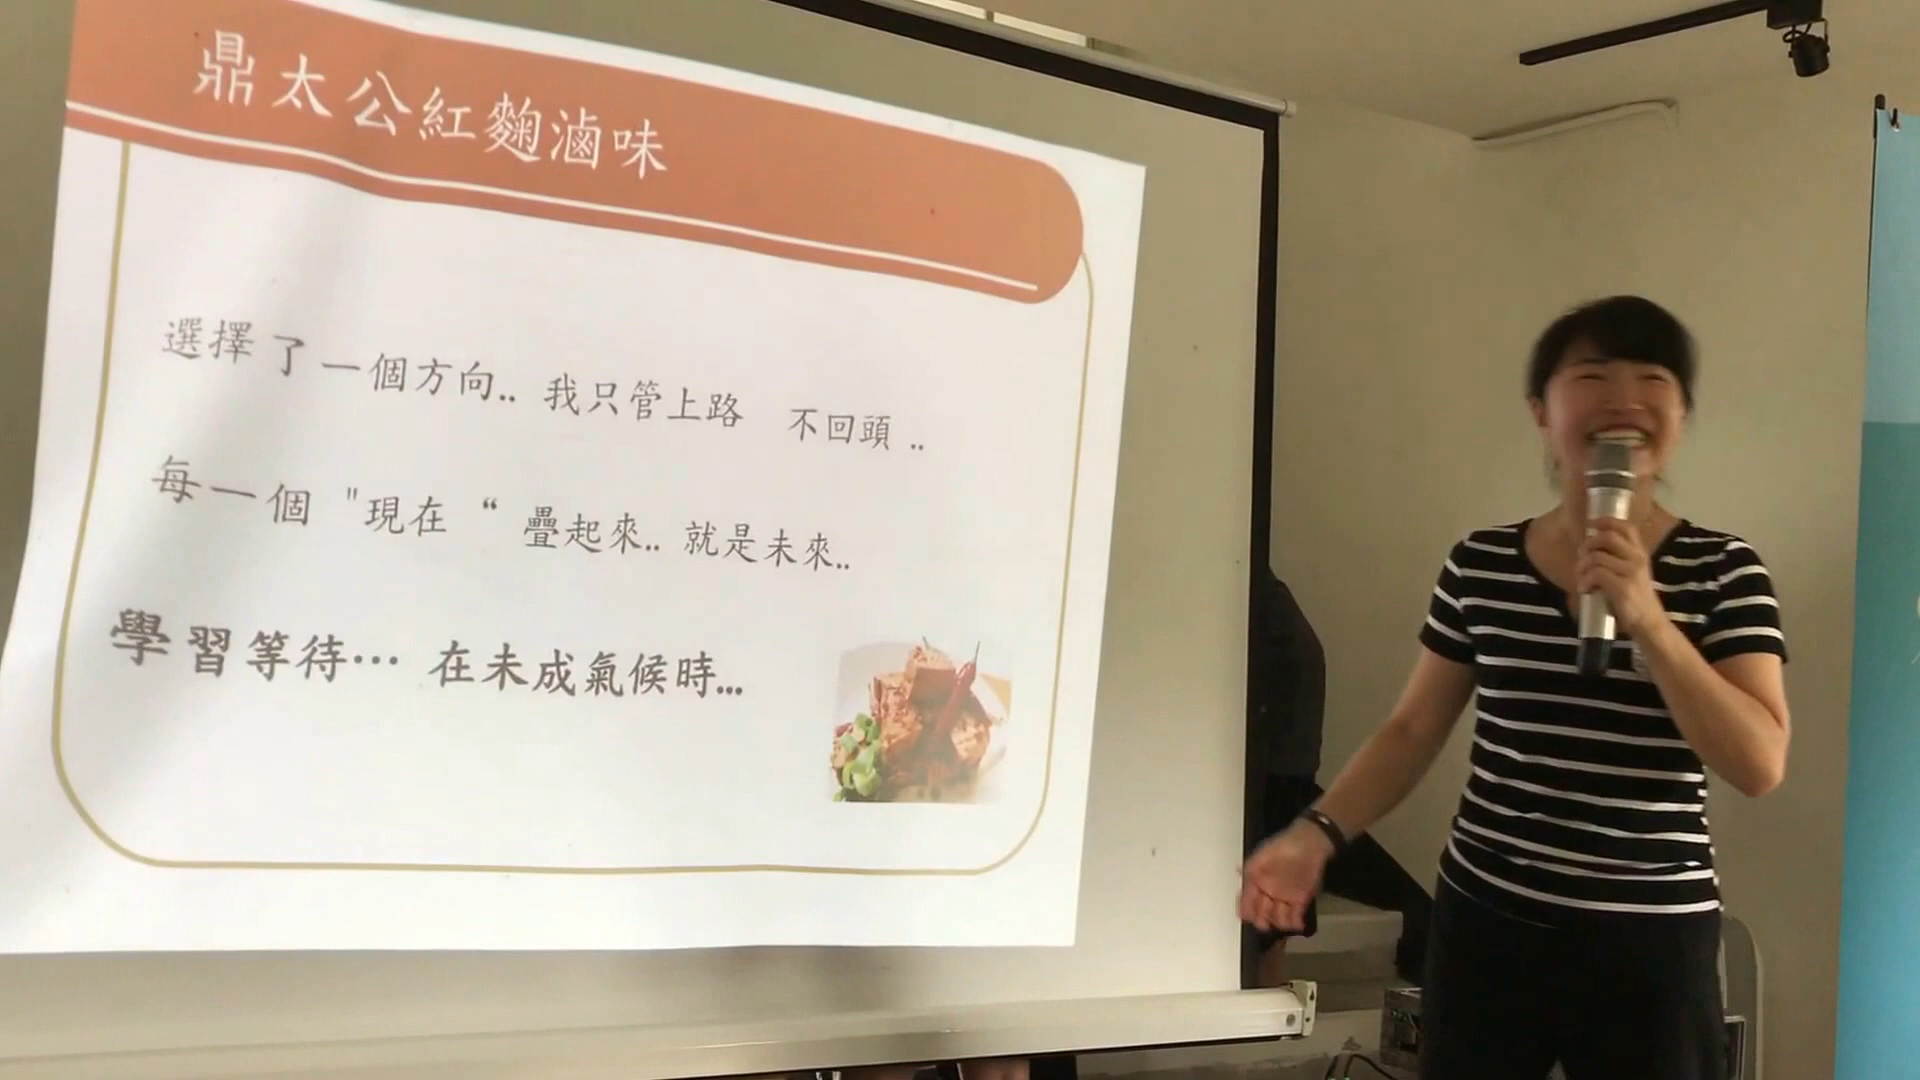 鼎太公紅麴滷味
選擇了一個方向.. 我只管上路 不回頭 ..
每一個 "現在 “ 疊起來.. 就是未來..
學習等待… 在未成氣候時...